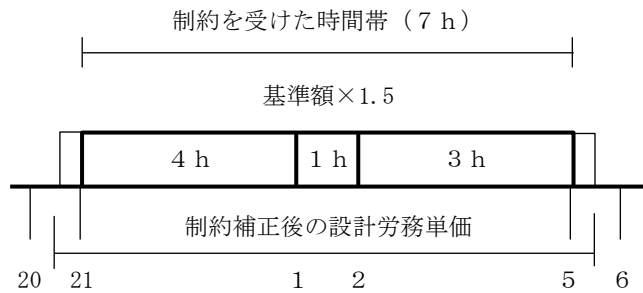 制約を受けた時間帯（７ｈ）
基準額×1.5
４ｈ
１ｈ
３ｈ
制約補正後の設計労務単価
20 21 1 2 5 6